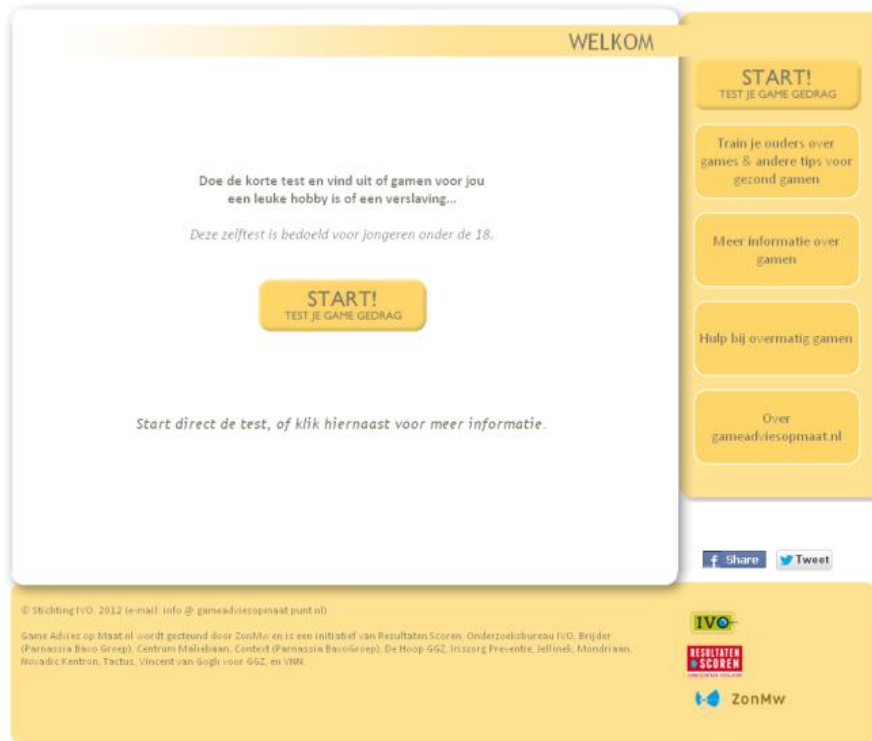 WELKOM
Doe de korte test en vind uit of gamen voor jou
een leuke hobby is of een verslaving...
Deze zelftest is bedoeld voor jongeren onder de 18.
START!
TEST JE GAME GEDRAG
Start direct de test, of klik hiernaast voor meer informatie.
START!
TEST JE GAME GEDRAG
Train je ouders over
games & andere tips voor
gezond gamen
Meer informatie over
gamen
Hulp bij overmatig gamen
Over
gameadviesopmaat.nl
f Share
Tweet
© Stichting IVO, 2012 (e-mail: info @ gameadviesopmaat punt nl)
Game Advies op Maat.nl wordt gesteund door ZonMw en is een initiatief van Resultaten Scoren, Onderzoeksbureau IVO, Brijder
(Parnassia Bavo Groep), Centrum Maliebaan, Context (Parnassia BavoGroep), De Hoop GGZ, Iriszorg Preventie, Jellinek, Mondriaan,
Novadic Kentron, Tactus, Vincent van Gogh voor GGZ, en VNN.
IVO
RESULTATEN
SCOREN
ZonMw